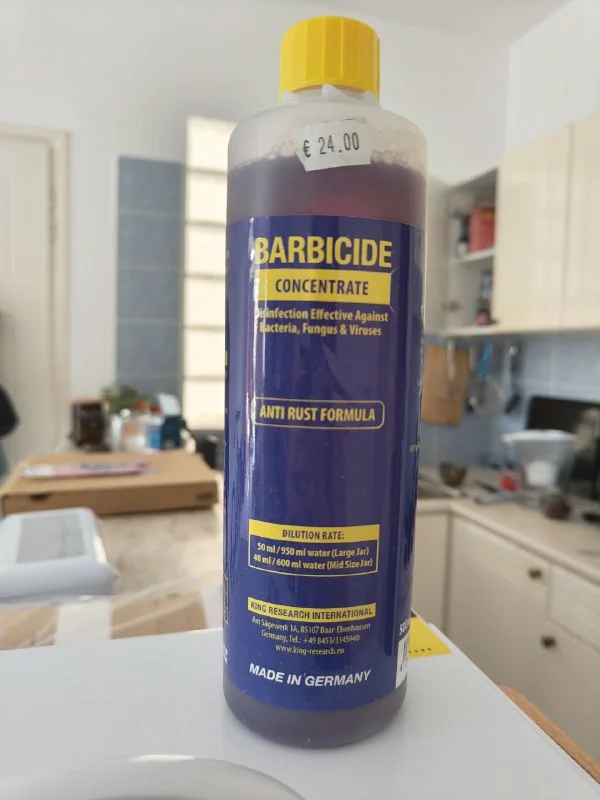 € 24.00
BARBICIDE
CONCENTRATE
Disinfection Effective Against
Bacteria, Fungus & Viruses
ANTI RUST FORMULA
DILUTION RATE:
50 ml / 950 ml water (Large Jar)
40 ml / 600 ml water (Mid Size Jar)
KING RESEARCH INTERNATIONAL
Am Sägewerk 1A, 85107 Baar-Ebenhausen
Germany, Tel.: +49 8453/3345940
www.king-research.eu
MADE IN GERMANY